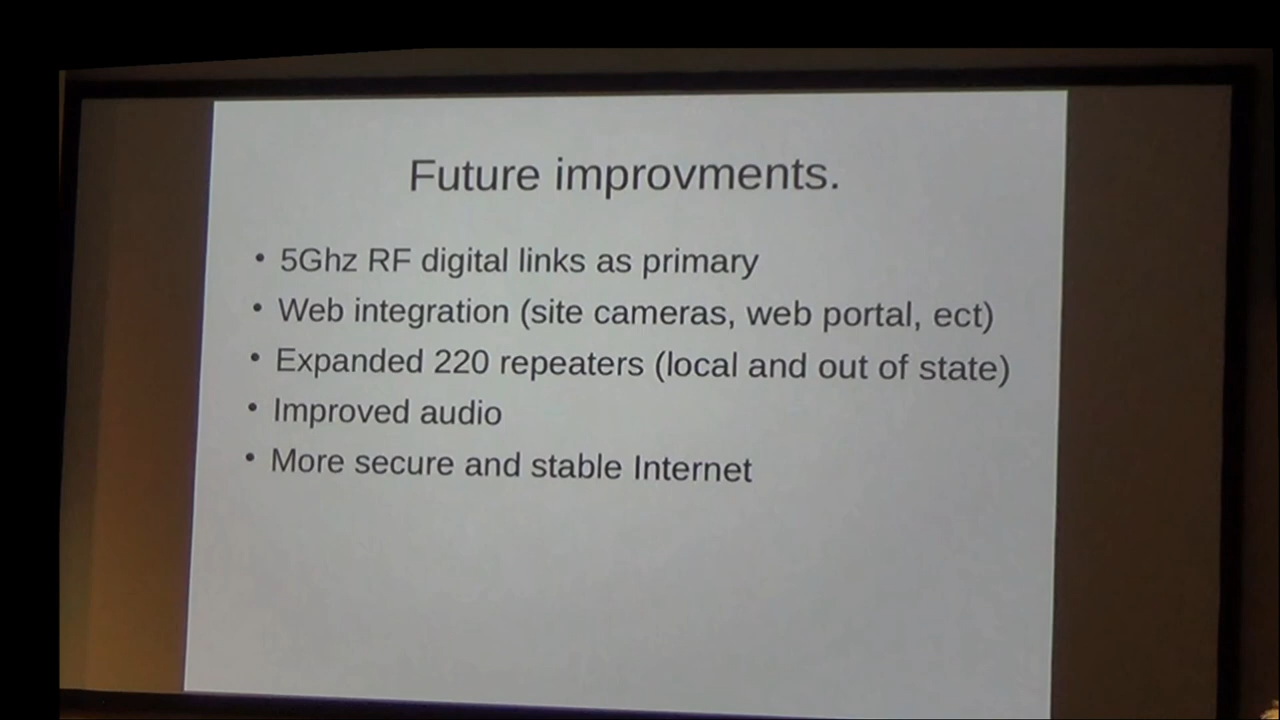 Future improvments.
• 5Ghz RF digital links as primary
• Web integration (site cameras, web portal, ect)
• Expanded 220 repeaters (local and out of state)
• Improved audio
• More secure and stable Internet